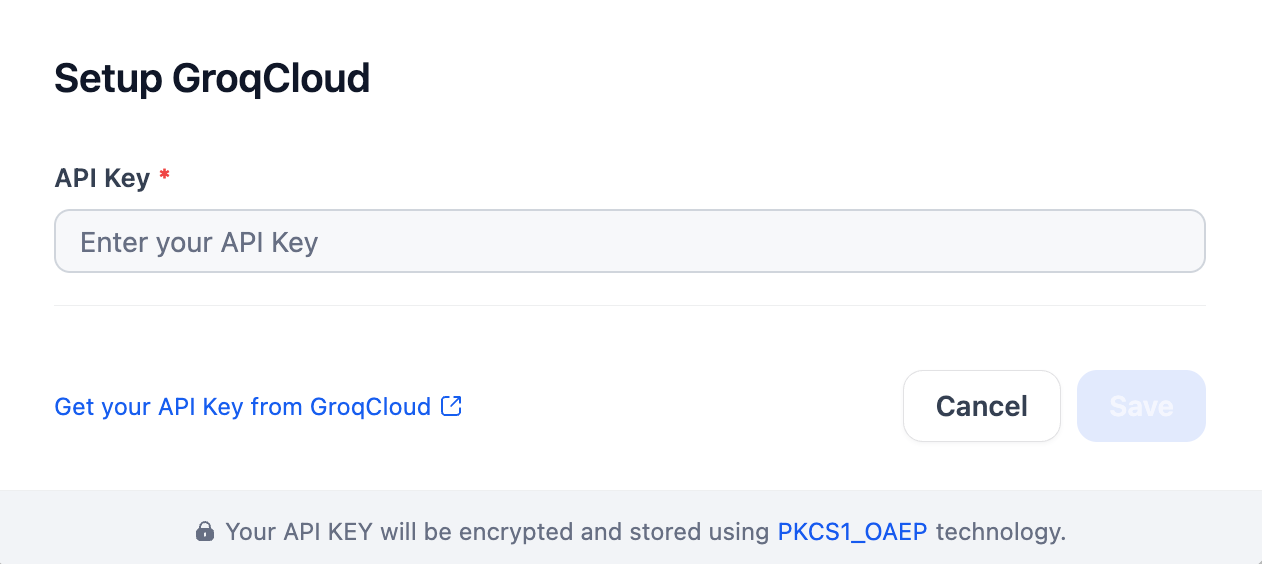 Setup GroqCloud
API Key *
Enter your API Key
Get your API Key from GroqCloud
Cancel
Save
Your API KEY will be encrypted and stored using PKCS1_OAEP technology.